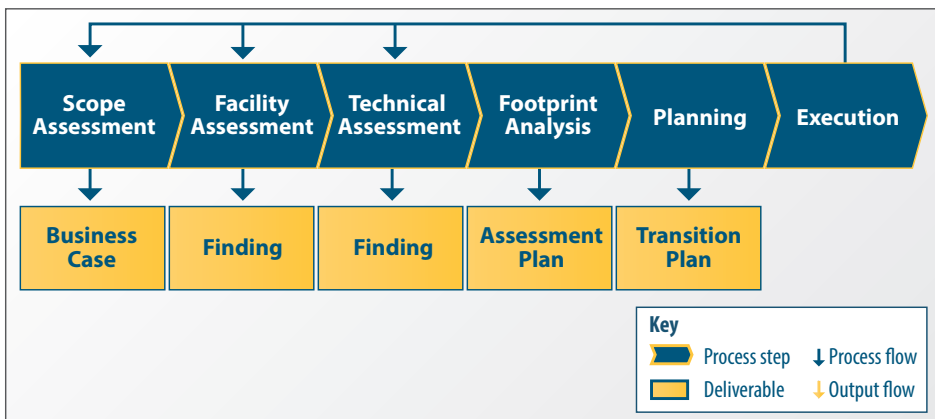 Scope
Assessment
Facility
Assessment
Technical
Assessment
Footprint
Analysis
Planning
Execution
Business
Case
Finding
Finding
Assessment
Plan
Transition
Plan
Key
Process step
Process flow
Deliverable
Output flow